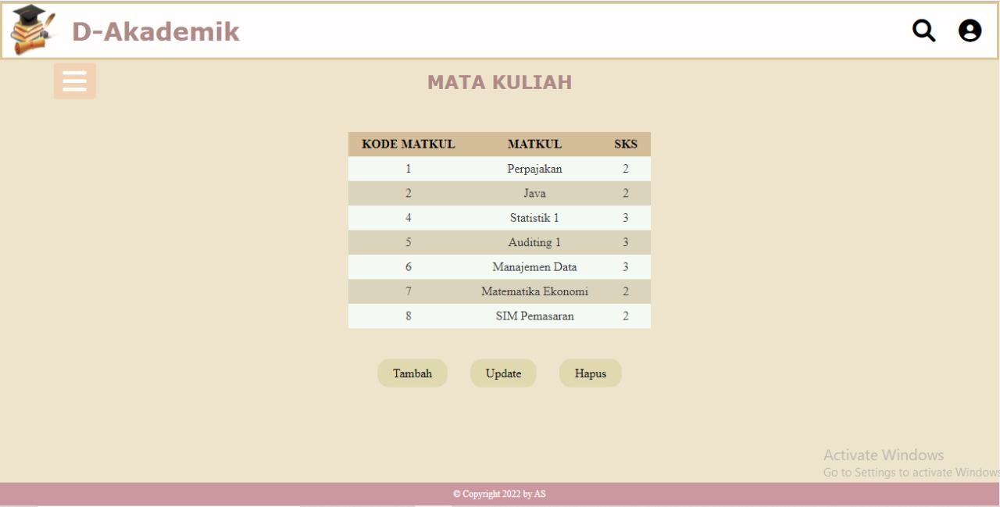 D-Akademik
MATA KULIAH
KODE MATKUL MATKUL SKS
1 Perpajakan 2
2 Java 2
4 Statistik 1 3
5 Auditing 1 3
6 Manajemen Data 3
7 Matematika Ekonomi 2
8 SIM Pemasaran 2
Tambah Update Hapus
Activate Windows
Go to Settings to activate Windows
© Copyright 2022 by AS